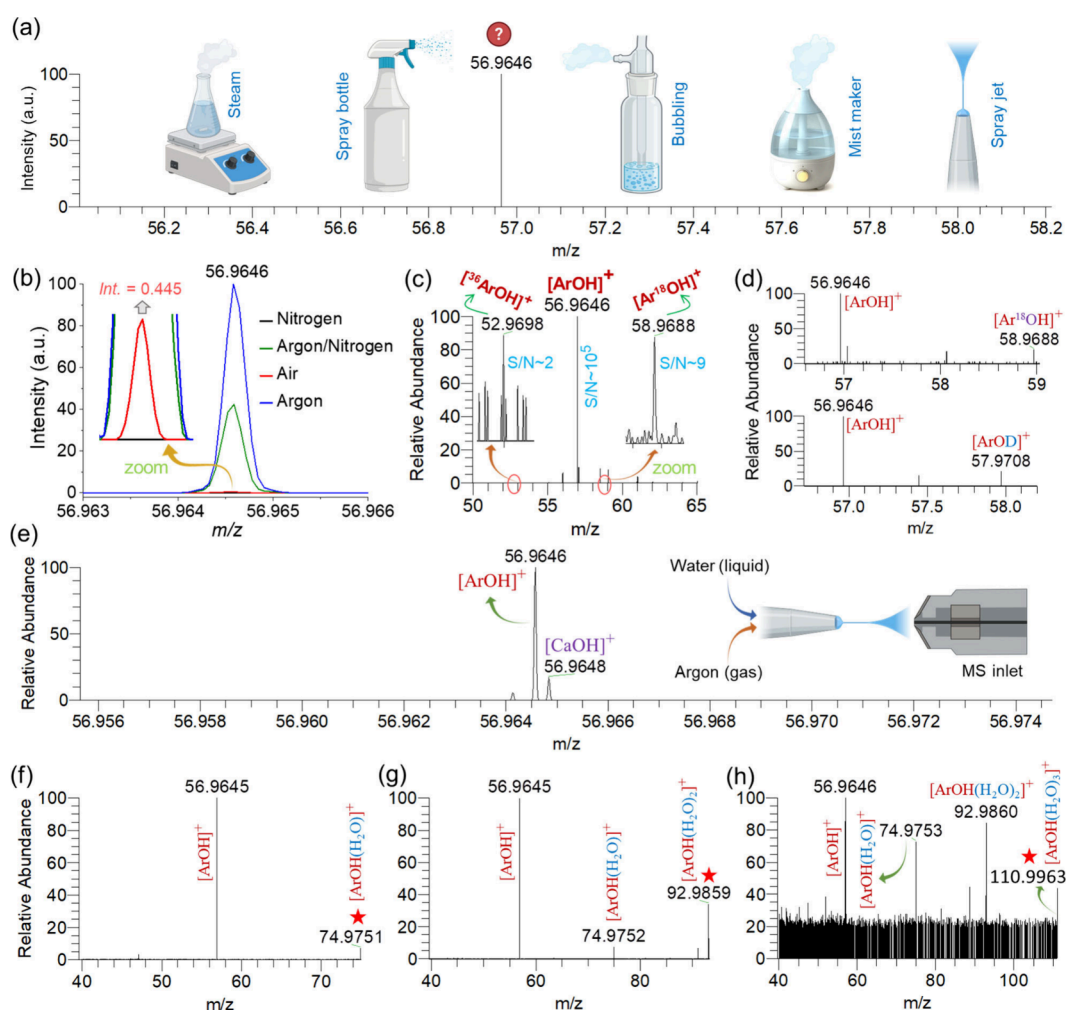 (a)
?
56.9646
Steam
Spray bottle
Bubbling
Mist maker
Spray jet
Intensity (a.u.)
100
50
0
56.2 56.4 56.6 56.8 57.0 57.2 57.4 57.6 57.8 58.0 58.2
m/z
(b)
56.9646
Int. = 0.445
Nitrogen
Argon/Nitrogen
Air
Argon
zoom
Intensity (a.u.)
100
80
60
40
20
0
56.963 56.964 56.965 56.966
m/z
(c)
[³⁶ArOH]⁺
[ArOH]⁺
[Ar¹⁸OH]⁺
56.9646
52.9698
58.9688
S/N~2
S/N~10⁵
S/N~9
zoom
Relative Abundance
100
80
60
40
20
0
50 55 60 65
m/z
(d)
56.9646
[ArOH]⁺
[Ar¹⁸OH]⁺
58.9688
100
50
0
57 58 59
56.9646
[ArOH]⁺
[ArOD]⁺
57.9708
Relative Abundance
100
50
0
57.0 57.5 58.0
m/z
(e)
56.9646
[ArOH]⁺
[CaOH]⁺
56.9648
Water (liquid)
Argon (gas)
MS inlet
Relative Abundance
100
50
0
56.956 56.958 56.960 56.962 56.964 56.966 56.968 56.970 56.972 56.974
m/z
(f)
56.9645
[ArOH]⁺
[ArOH(H₂O)]⁺
74.9751
Relative Abundance
100
80
60
40
20
0
40 50 60 70
m/z
(g)
56.9645
[ArOH]⁺
[ArOH(H₂O)]⁺
74.9752
[ArOH(H₂O)₂]⁺
92.9859
100
80
60
40
20
0
40 60 80
m/z
(h)
56.9646
[ArOH]⁺
[ArOH(H₂O)]⁺
74.9753
[ArOH(H₂O)₂]⁺
92.9860
[ArOH(H₂O)₃]⁺
110.9963
100
80
60
40
20
0
40 60 80 100
m/z